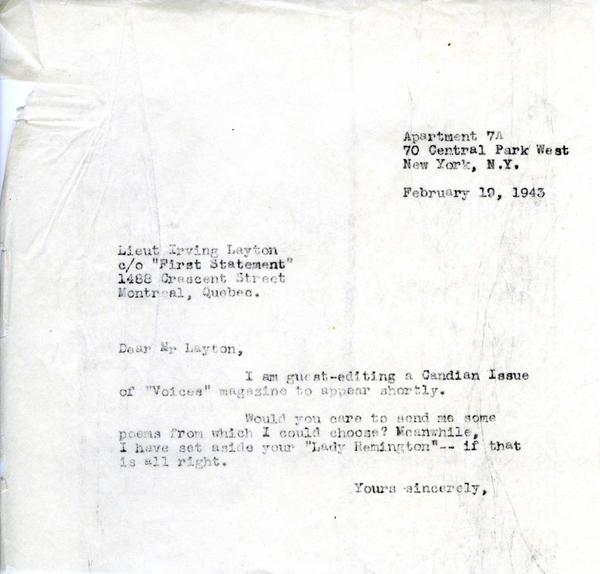 Apartment 7A
70 Central Park West
New York, N.Y.
February 19, 1943
Lieut Irving Layton
c/o "First Statement"
1488 Crescent Street
Montreal, Quebec.
Dear Mr Layton,
I am guest-editing a Candian Issue
of "Voices" magazine to appear shortly.
Would you care to send me some
poems from which I could choose? Meanwhile,
I have set aside your "Lady Remington"-- if that
is all right.
Yours sincerely,